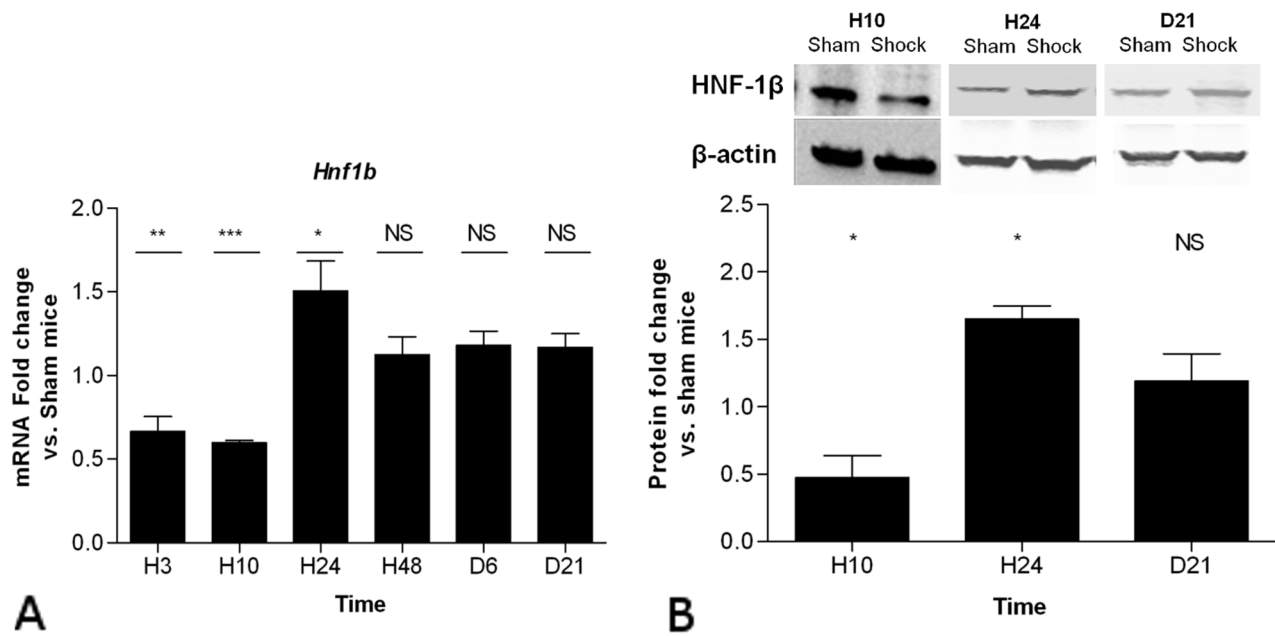 Hnf1b
mRNA Fold change
vs. Sham mice
2.0
1.5
1.0
0.5
0.0
** *** * NS NS NS
H3 H10 H24 H48 D6 D21
Time
A
H10 H24 D21
Sham Shock Sham Shock Sham Shock
HNF-1β
β-actin
Protein fold change
vs. sham mice
2.5
2.0
1.5
1.0
0.5
0.0
* * NS
H10 H24 D21
Time
B